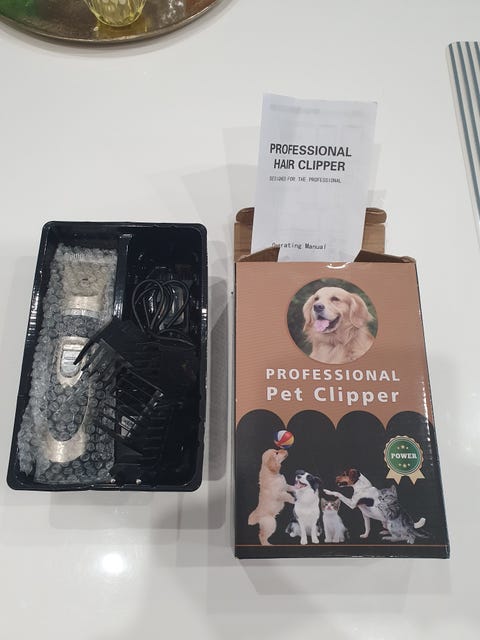 PROFESSIONAL
HAIR CLIPPER
DESIGNED FOR THE PROFESSIONAL
Operating Manual
PROFESSIONAL
Pet Clipper
POWER